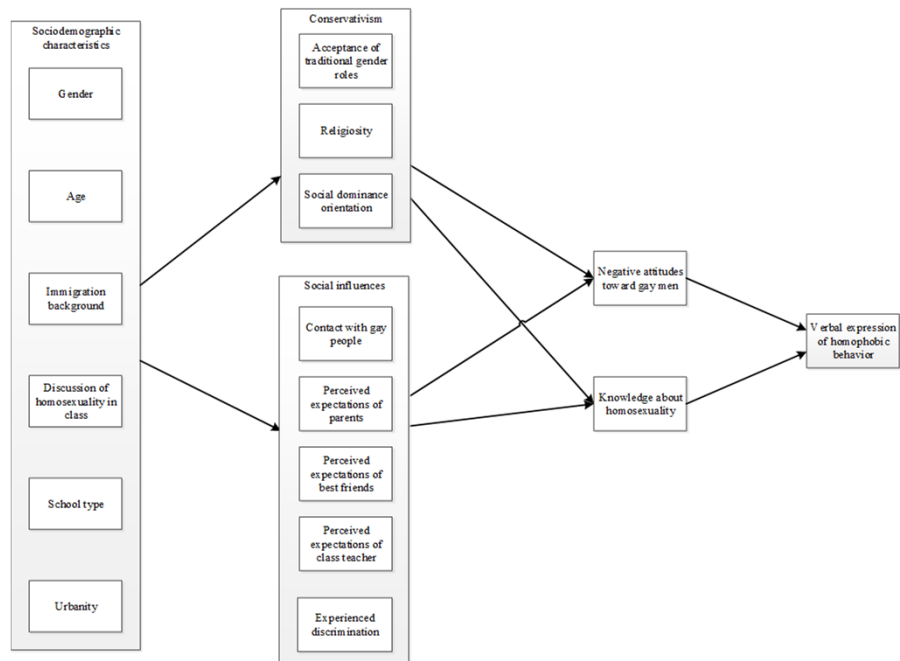 Sociodemographic
characteristics
Gender
Age
Immigration
background
Discussion of
homosexuality in
class
School type
Urbanity
Conservativism
Acceptance of
traditional gender
roles
Religiosity
Social dominance
orientation
Social influences
Contact with gay
people
Perceived
expectations of
parents
Perceived
expectations of
best friends
Perceived
expectations of
class teacher
Experienced
discrimination
Negative attitudes
toward gay men
Knowledge about
homosexuality
Verbal expression
of homophobic
behavior